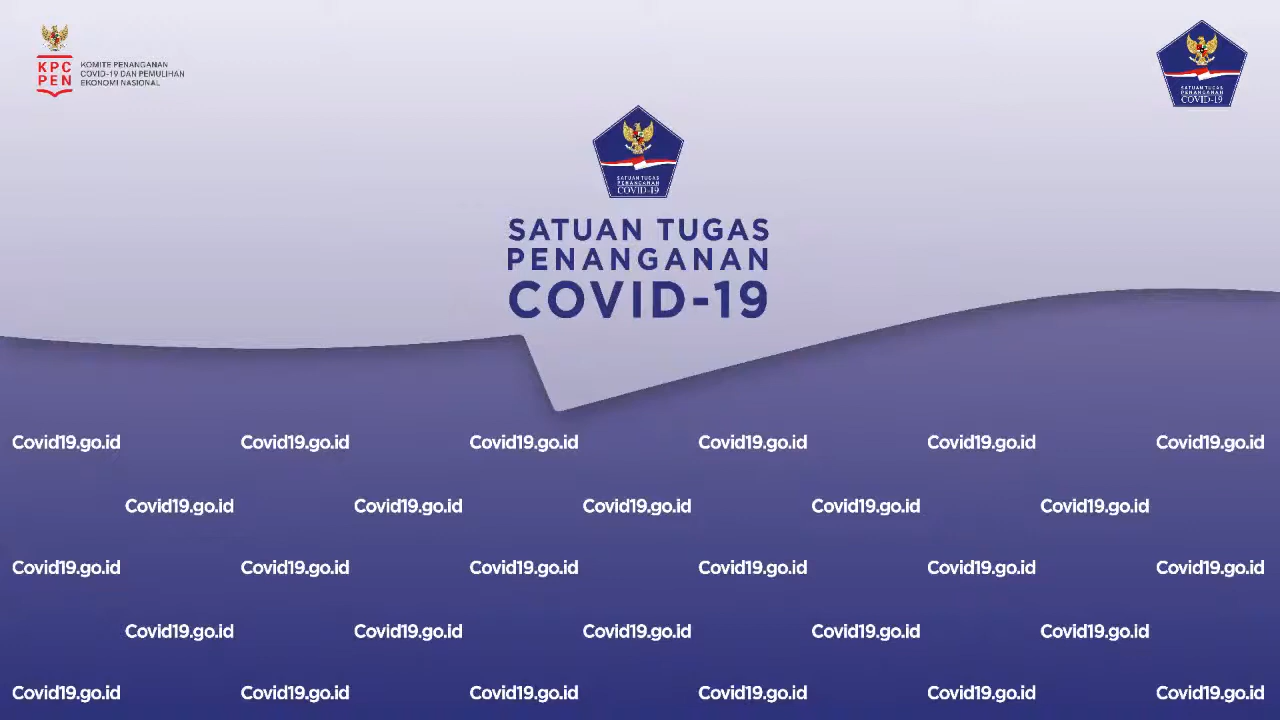 KPC
PEN
KOMITE PENANGANAN
COVID-19 DAN PEMULIHAN
EKONOMI NASIONAL
SATUAN TUGAS
PENANGANAN
COVID-19
SATUAN TUGAS
PENANGANAN
COVID-19
SATUAN TUGAS
PENANGANAN
COVID-19
Covid19.go.id Covid19.go.id Covid19.go.id Covid19.go.id Covid19.go.id Covid19.go.id
Covid19.go.id Covid19.go.id Covid19.go.id Covid19.go.id Covid19.go.id
Covid19.go.id Covid19.go.id Covid19.go.id Covid19.go.id Covid19.go.id Covid19.go.id
Covid19.go.id Covid19.go.id Covid19.go.id Covid19.go.id Covid19.go.id
Covid19.go.id Covid19.go.id Covid19.go.id Covid19.go.id Covid19.go.id Covid19.go.id